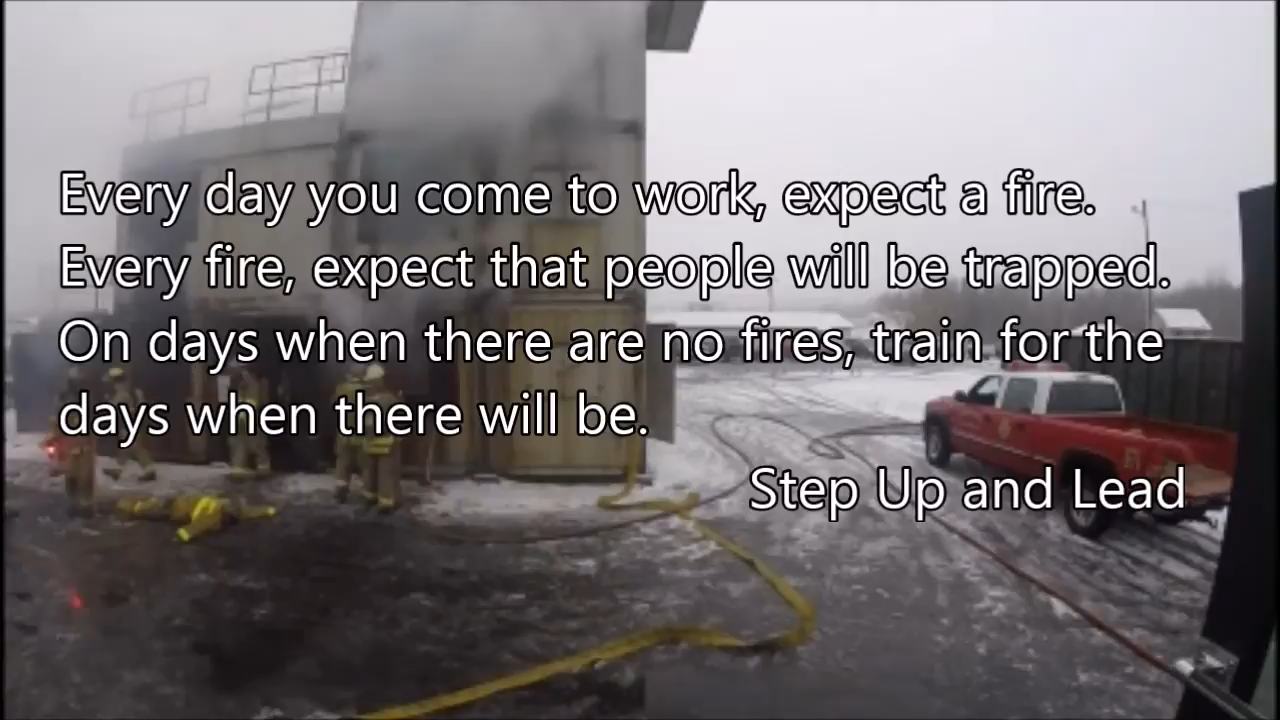 Every day you come to work, expect a fire.
Every fire, expect that people will be trapped.
On days when there are no fires, train for the
days when there will be.
Step Up and Lead